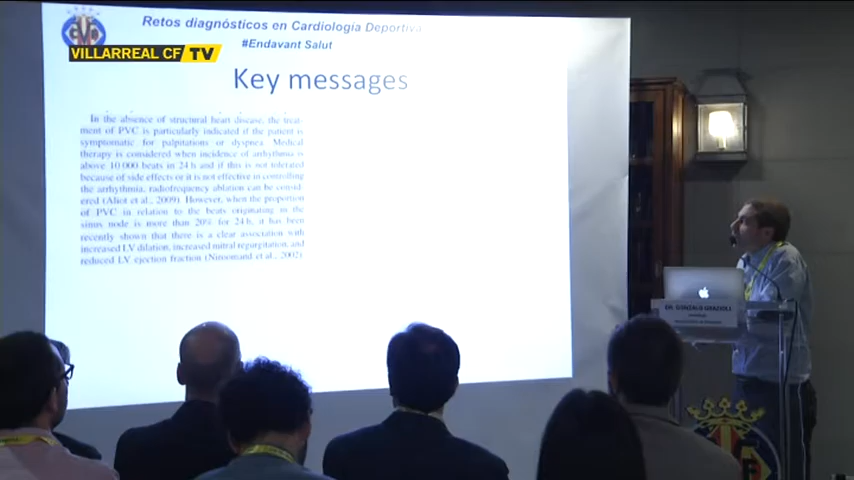 Retos diagnósticos en Cardiología Deportiva
#Endavant Salut
VILLARREAL CF TV
Key messages
In the absence of structural heart disease, the treat-
ment of PVC is particularly indicated if the patient is
symptomatic for palpitations or dyspnea. Medical
therapy is considered when incidence of arrhythmia is
above 10 000 beats in 24 h and if this is not tolerated
because of side effects or it is not effective in controlling
the arrhythmia, radiofrequency ablation can be consid-
ered (Aliot et al., 2009). However, when the proportion
of PVC in relation to the beats originating in the
sinus node is more than 20% for 24 h, it has been
recently shown that there is a clear association with
increased LV dilation, increased mitral regurgitation, and
reduced LV ejection fraction (Niroomand et al., 2002)
DR. GONZALO GRAZIOLI